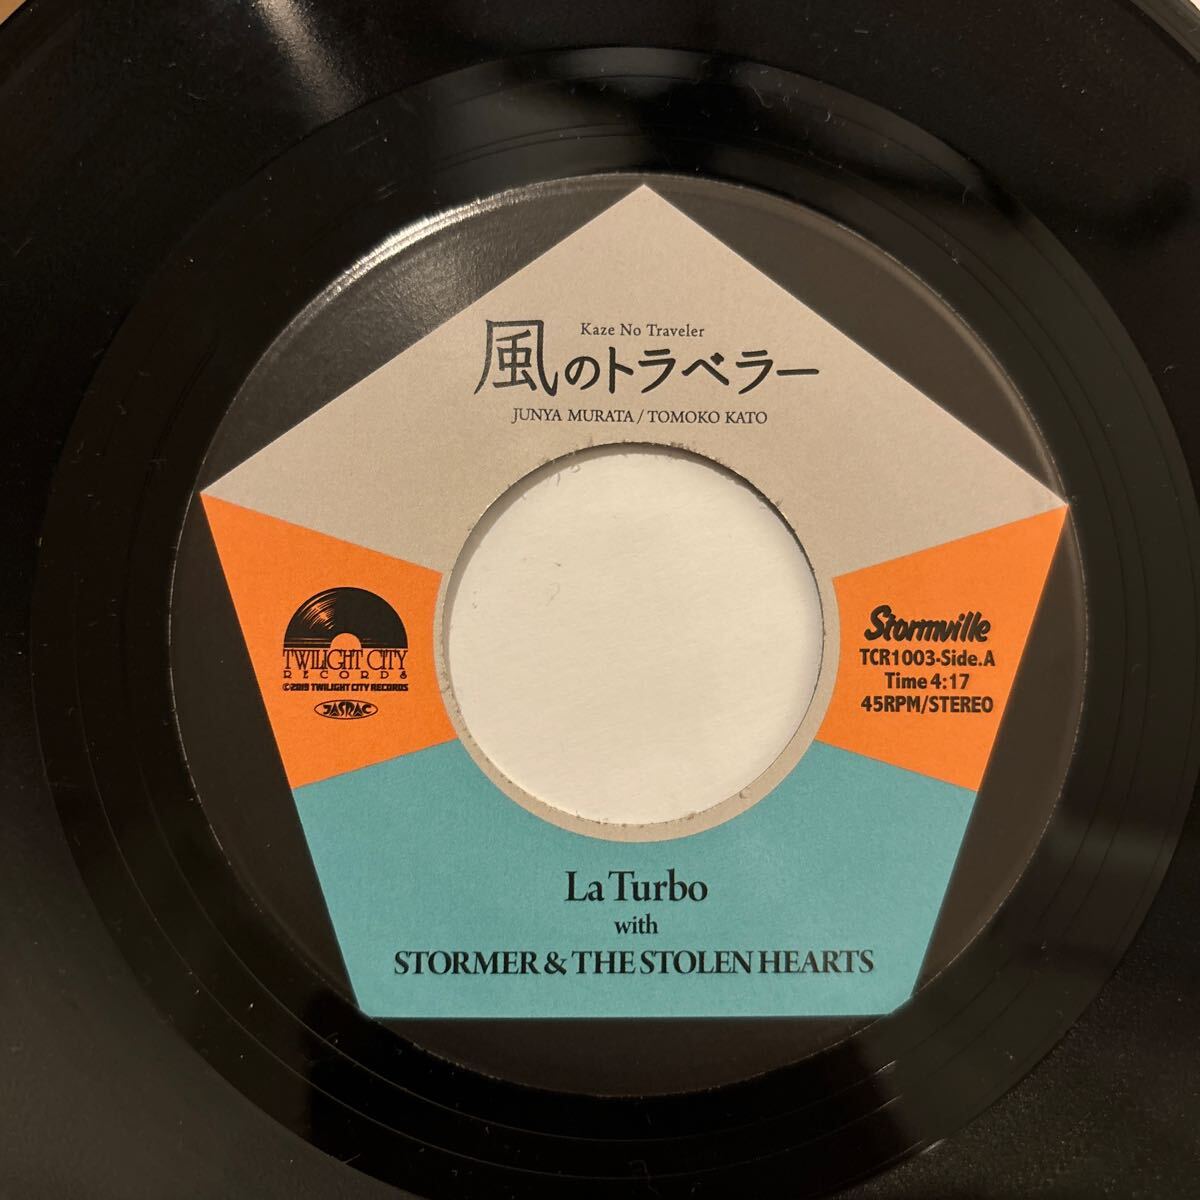 Kaze No Traveler
風のトラベラー
JUNYA MURATA / TOMOKO KATO
TWILIGHT CITY
RECORDS
©2019 TWILIGHT CITY RECORDS
JASRAC
Stormville
TCR1003-Side.A
Time 4:17
45RPM/STEREO
La Turbo
with
STORMER & THE STOLEN HEARTS